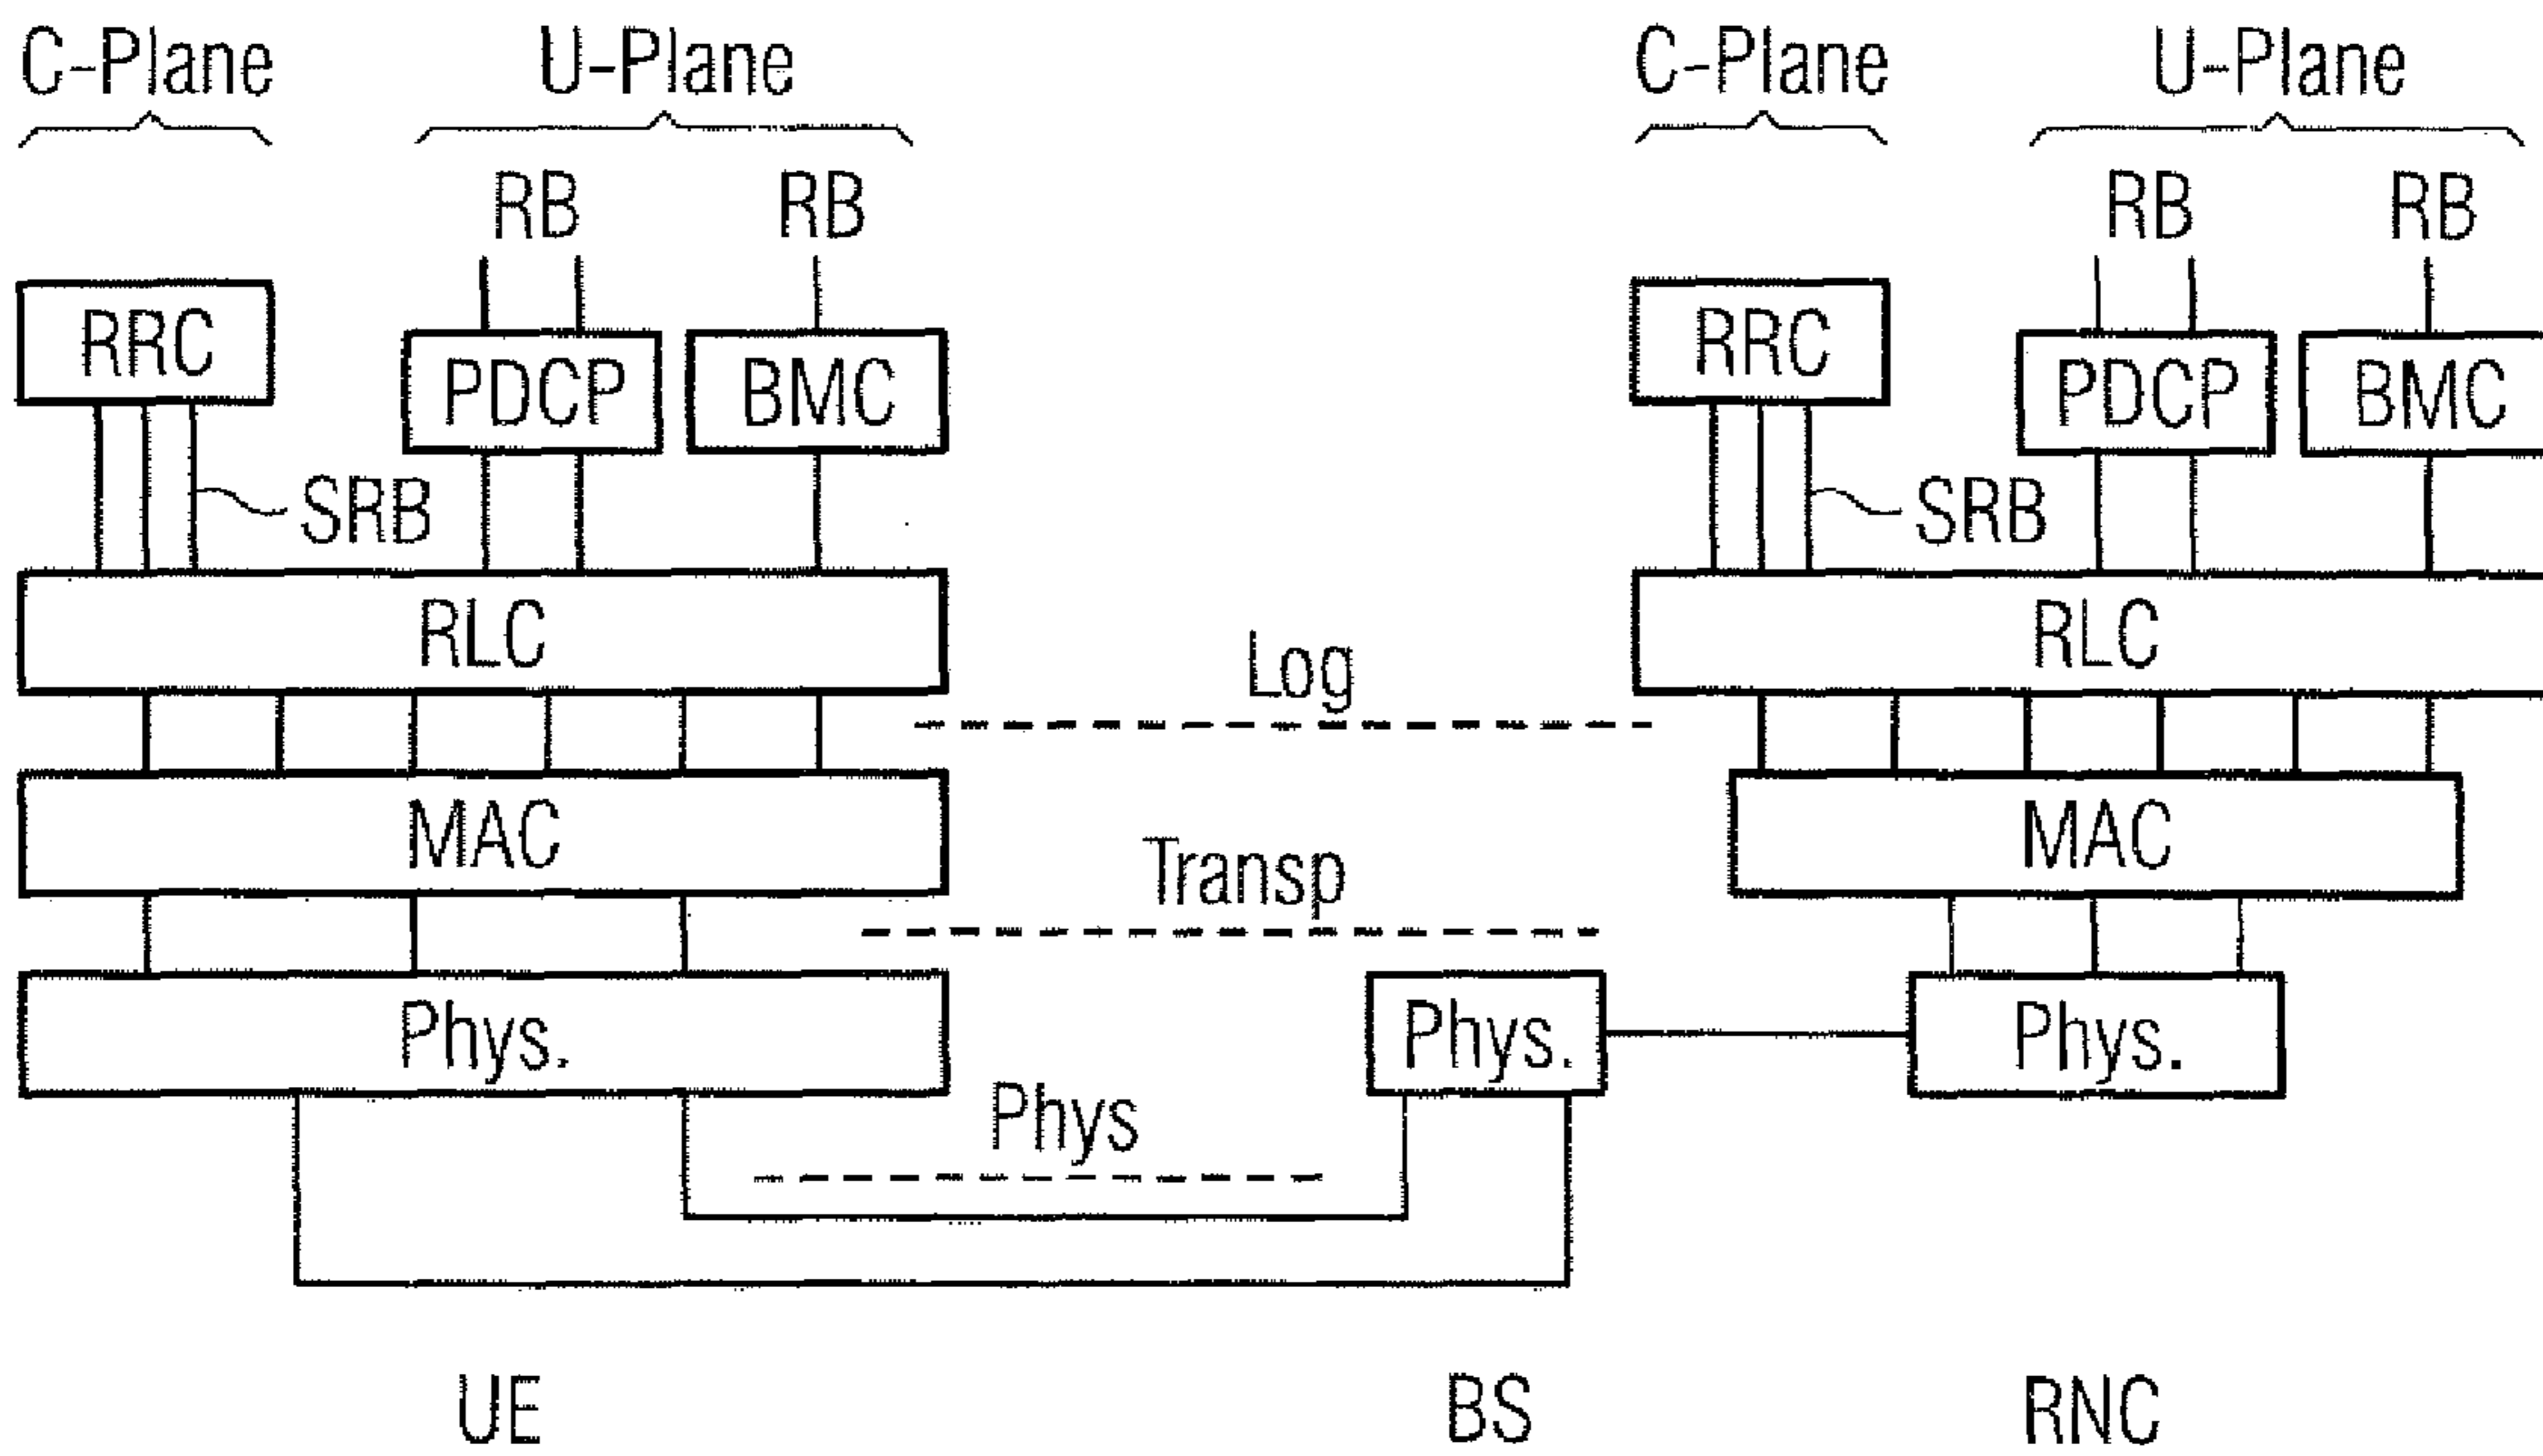 C-Plane U-Plane C-Plane U-Plane
RB RB RB RB
RRC RRC
PDCP BMC PDCP BMC
SRB SRB
RLC RLC
Log
MAC MAC
Transp
Phys. Phys. Phys.
Phys
UE BS RNC